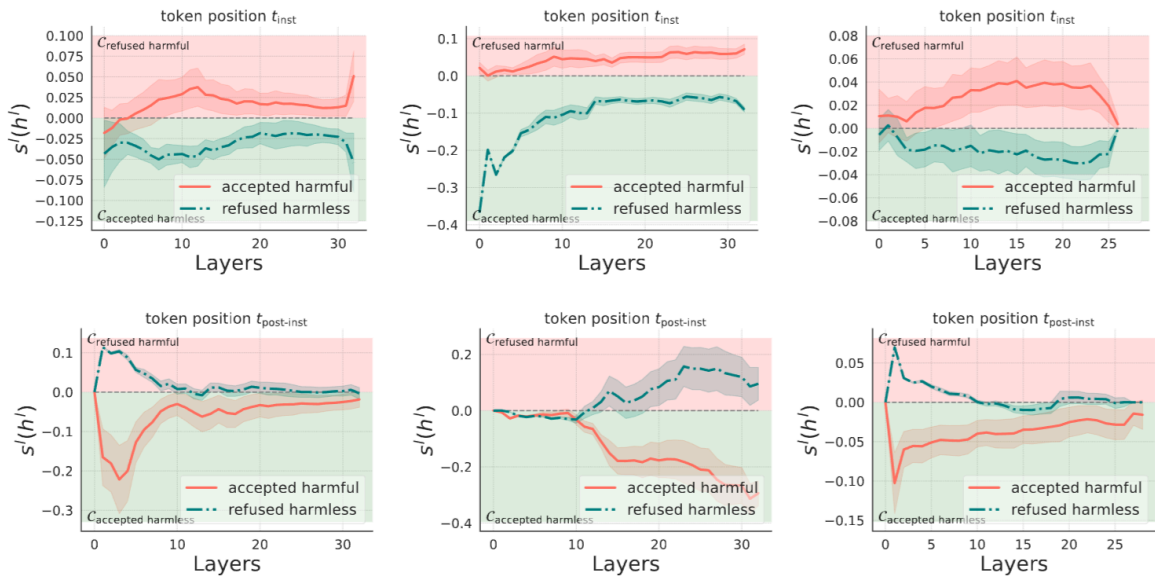 token position t_inst
s^l(h^l)
0.100
0.075
0.050
0.025
0.000
−0.025
−0.050
−0.075
−0.100
−0.125
C_refused harmful
C_accepted harmless
accepted harmful
refused harmless
0
10
20
30
Layers
token position t_inst
s^l(h^l)
0.1
0.0
−0.1
−0.2
−0.3
−0.4
C_refused harmful
C_accepted harmless
accepted harmful
refused harmless
0
10
20
30
Layers
token position t_inst
s^l(h^l)
0.08
0.06
0.04
0.02
0.00
−0.02
−0.04
−0.06
−0.08
C_refused harmful
C_accepted harmless
accepted harmful
refused harmless
0
5
10
15
20
25
Layers
token position t_post-inst
s^l(h^l)
0.1
0.0
−0.1
−0.2
−0.3
C_refused harmful
C_accepted harmless
accepted harmful
refused harmless
0
10
20
30
Layers
token position t_post-inst
s^l(h^l)
0.2
0.0
−0.2
−0.4
C_refused harmful
C_accepted harmless
accepted harmful
refused harmless
0
10
20
30
Layers
token position t_post-inst
s^l(h^l)
0.05
0.00
−0.05
−0.10
−0.15
C_refused harmful
C_accepted harmless
accepted harmful
refused harmless
0
5
10
15
20
25
Layers